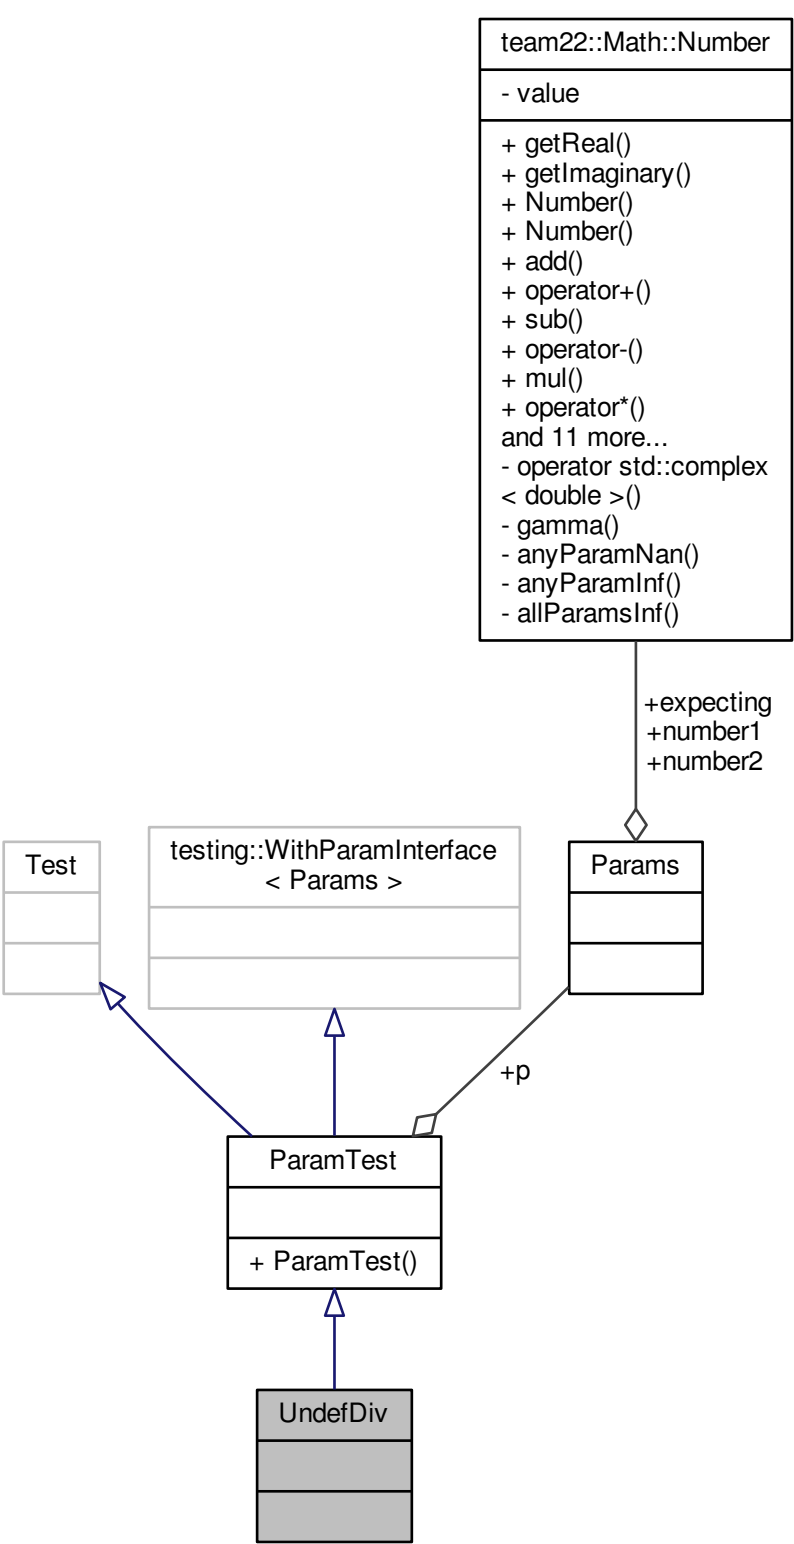 team22::Math::Number
- value
+ getReal()
+ getImaginary()
+ Number()
+ Number()
+ add()
+ operator+()
+ sub()
+ operator-()
+ mul()
+ operator*()
and 11 more...
- operator std::complex
< double >()
- gamma()
- anyParamNan()
- anyParamInf()
- allParamsInf()
+expecting
+number1
+number2
Test
testing::WithParamInterface
< Params >
Params
+p
ParamTest
+ ParamTest()
UndefDiv